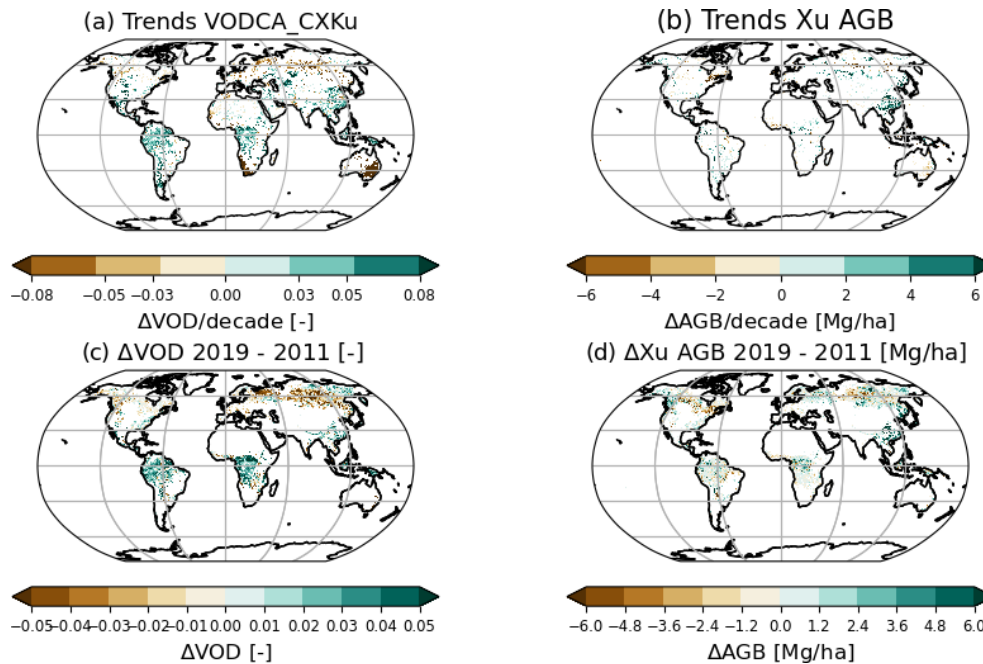 (a) Trends VODCA_CXKu
(b) Trends Xu AGB
−0.08 −0.05 −0.03 0.00 0.03 0.05 0.08
ΔVOD/decade [-]
−6 −4 −2 0 2 4 6
ΔAGB/decade [Mg/ha]
(c) ΔVOD 2019 - 2011 [-]
(d) ΔXu AGB 2019 - 2011 [Mg/ha]
−0.05 −0.04 −0.03 −0.02 −0.01 0.00 0.01 0.02 0.03 0.04 0.05
ΔVOD [-]
−6.0 −4.8 −3.6 −2.4 −1.2 0.0 1.2 2.4 3.6 4.8 6.0
ΔAGB [Mg/ha]